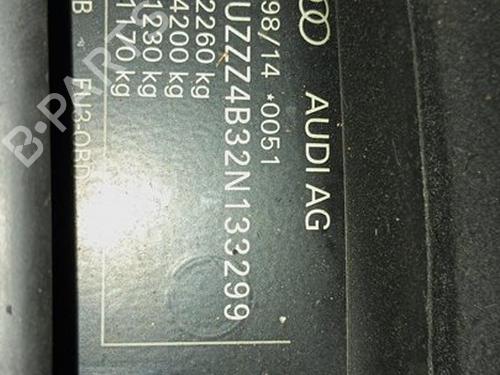 AUDI AG
98/14 *0051
UZZZ4B32N133299
2260 kg
4200 kg
1230 kg
1170 kg
B-PARTS